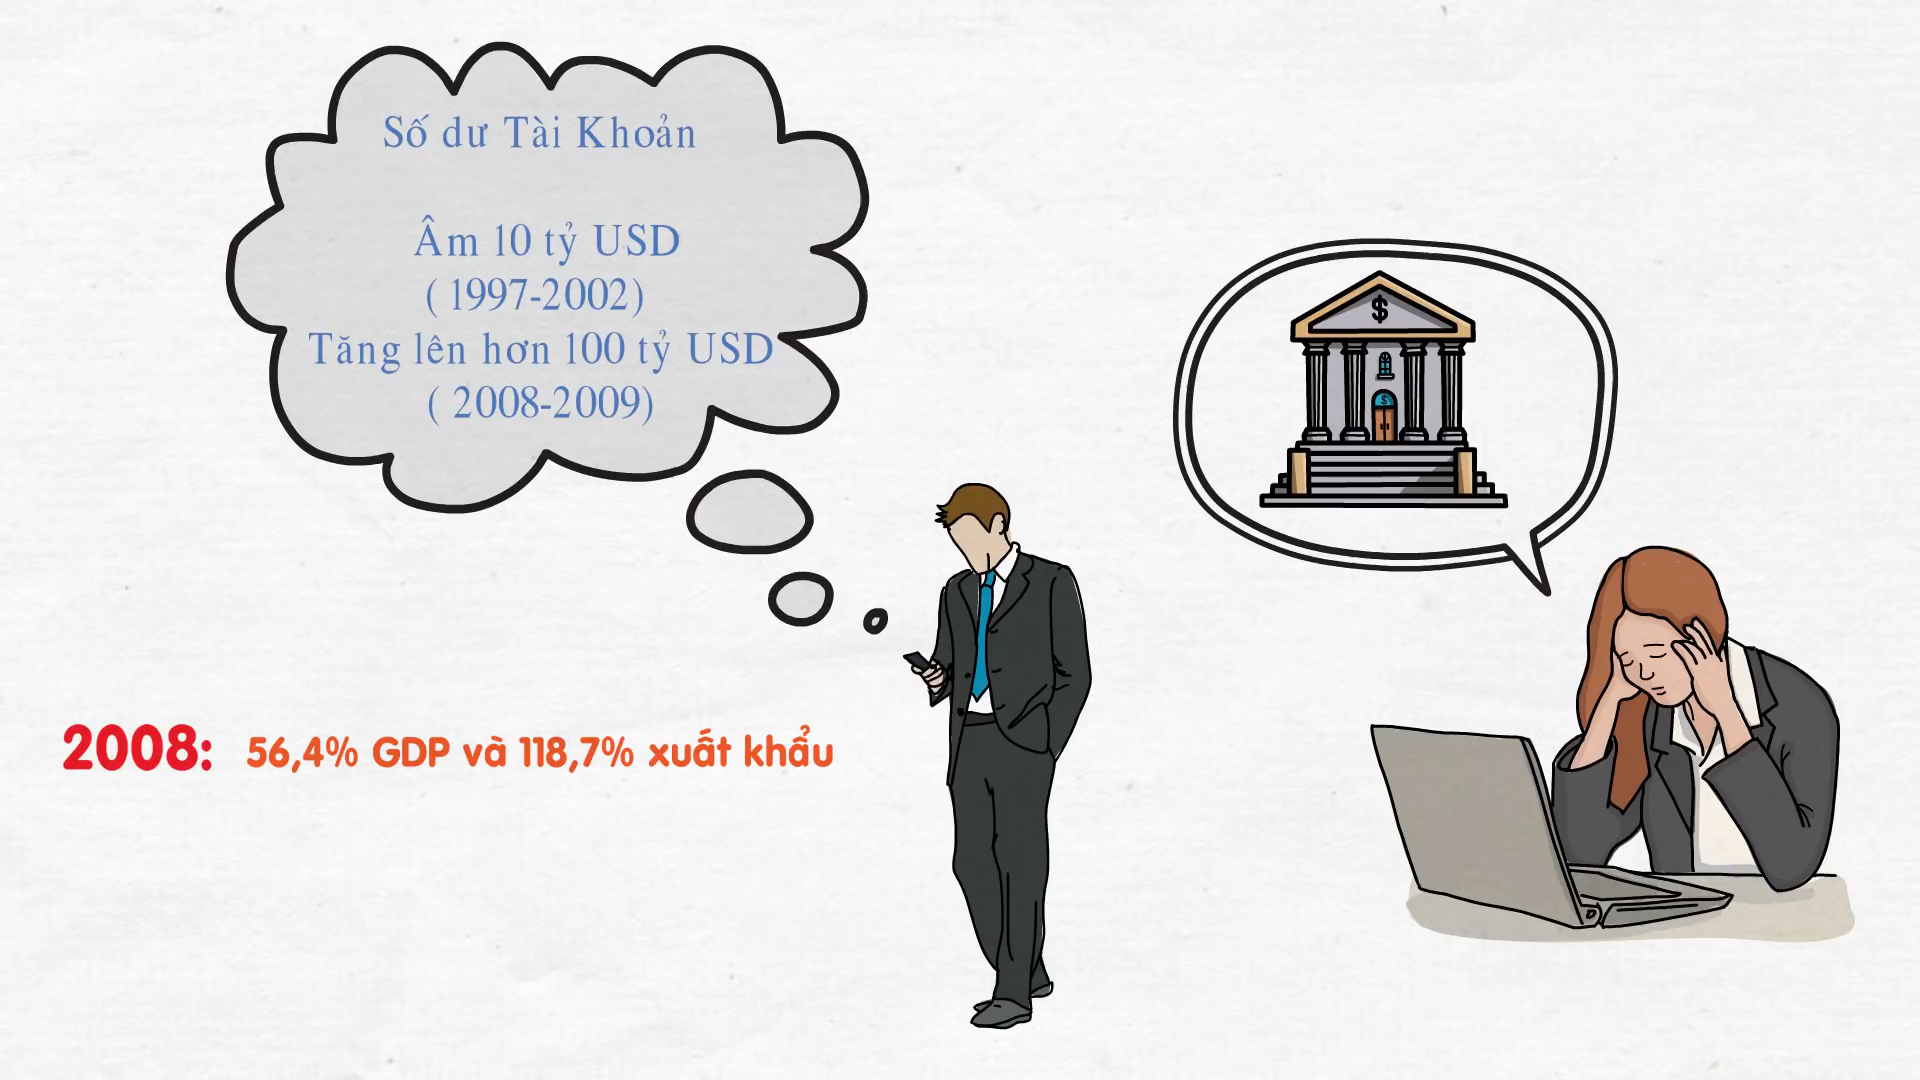 Số dư Tài Khoản
Âm 10 tỷ USD
( 1997-2002)
Tăng lên hơn 100 tỷ USD
( 2008-2009)
$
$
2008: 56,4% GDP và 118,7% xuất khẩu